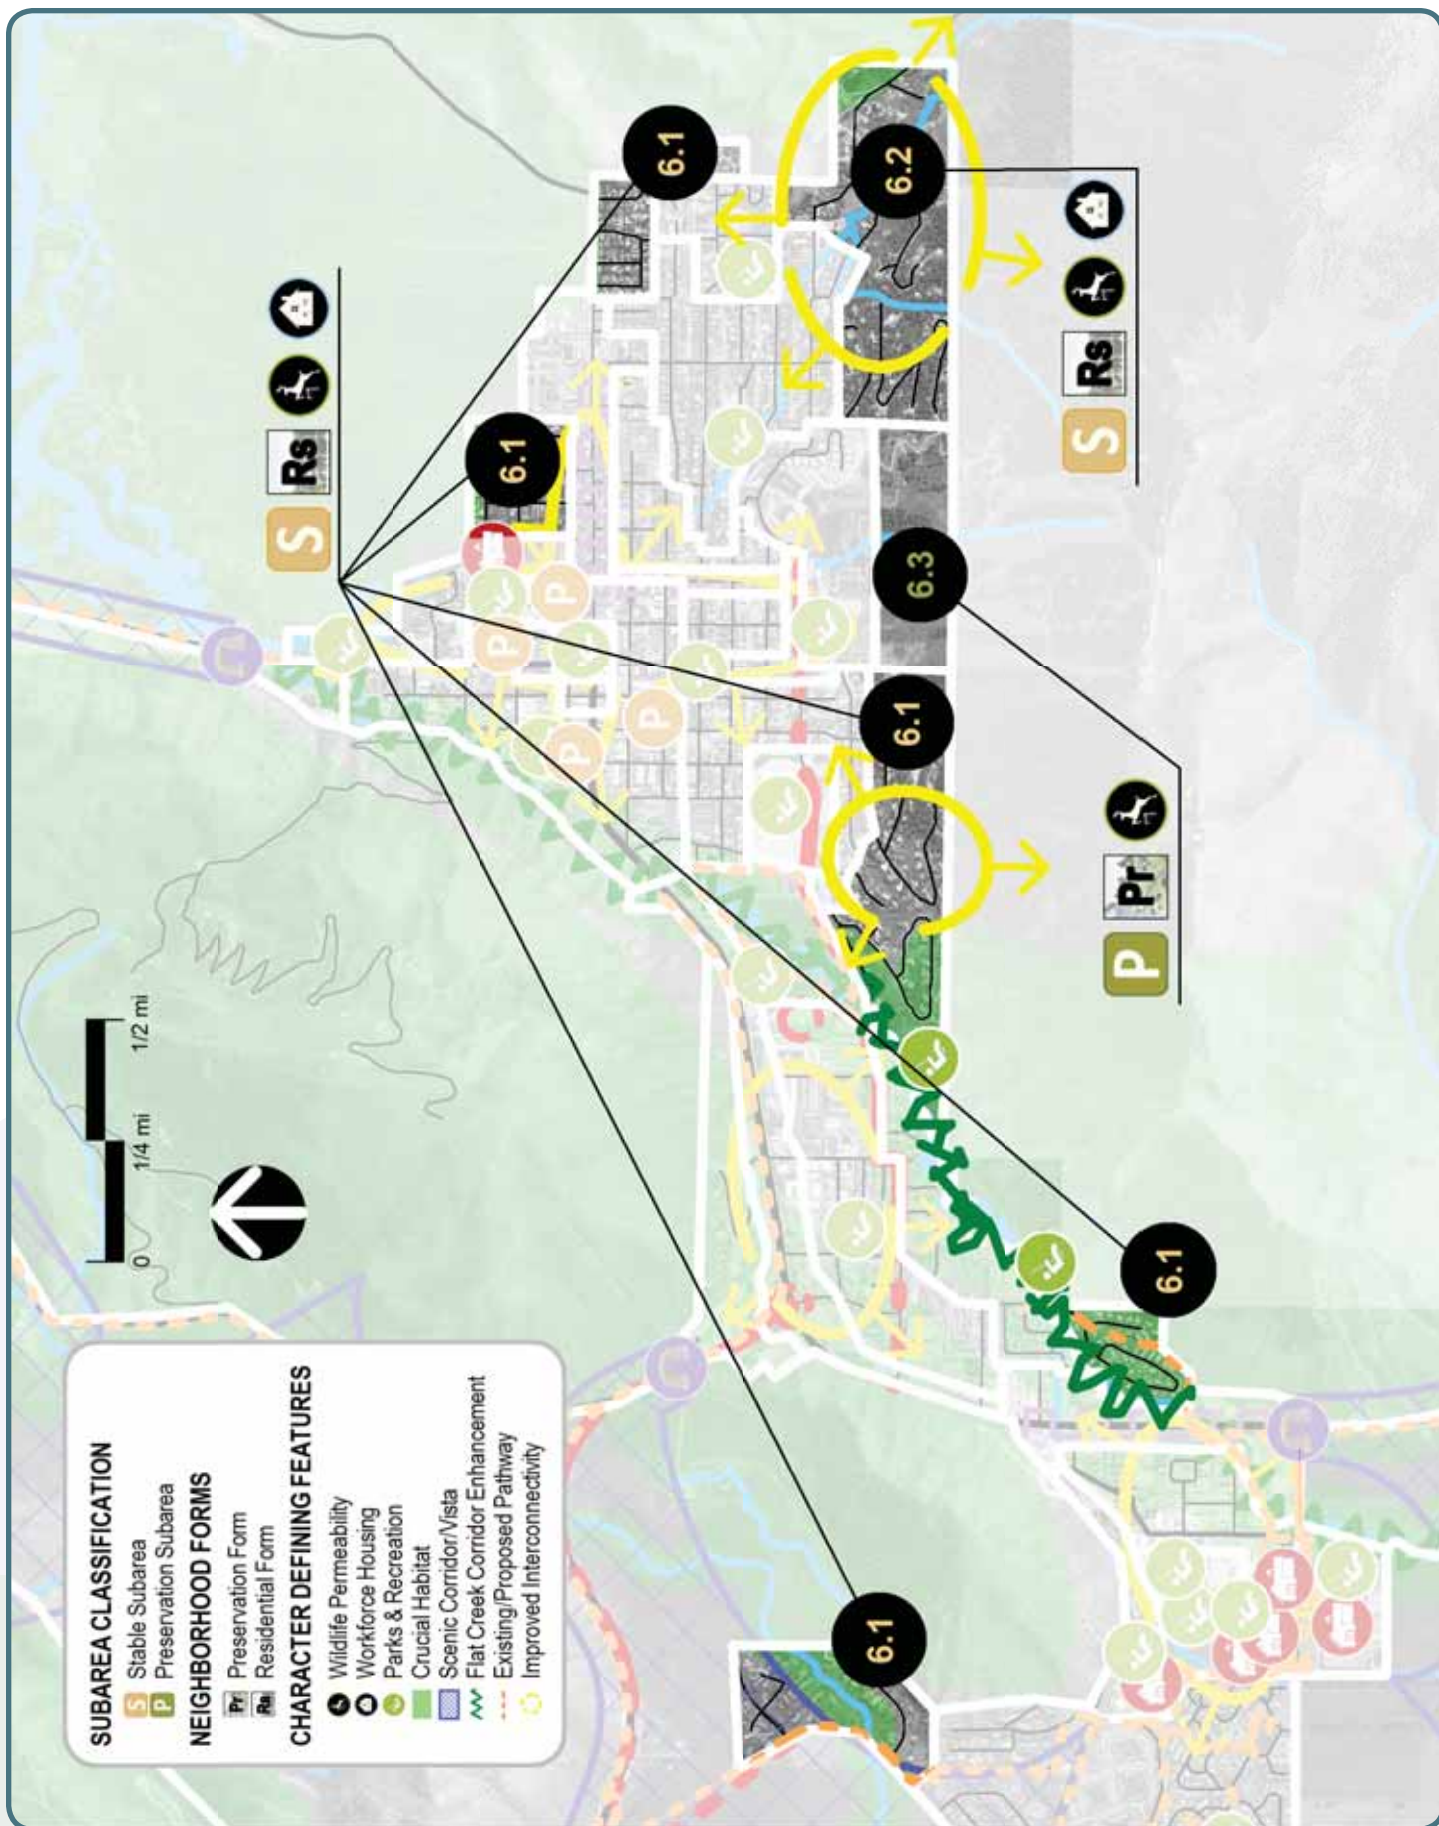 SUBAREA CLASSIFICATION
S Stable Subarea
P Preservation Subarea
NEIGHBORHOOD FORMS
Pr Preservation Form
Rs Residential Form
CHARACTER DEFINING FEATURES
Wildlife Permeability
Workforce Housing
Parks & Recreation
Crucial Habitat
Scenic Corridor/Vista
Flat Creek Corridor Enhancement
Existing/Proposed Pathway
Improved Interconnectivity
0 1/4 mi 1/2 mi
S Rs
6.1
6.1
6.1
6.1
6.1
6.2
S Rs
6.3
P Pr
P
P
P
P